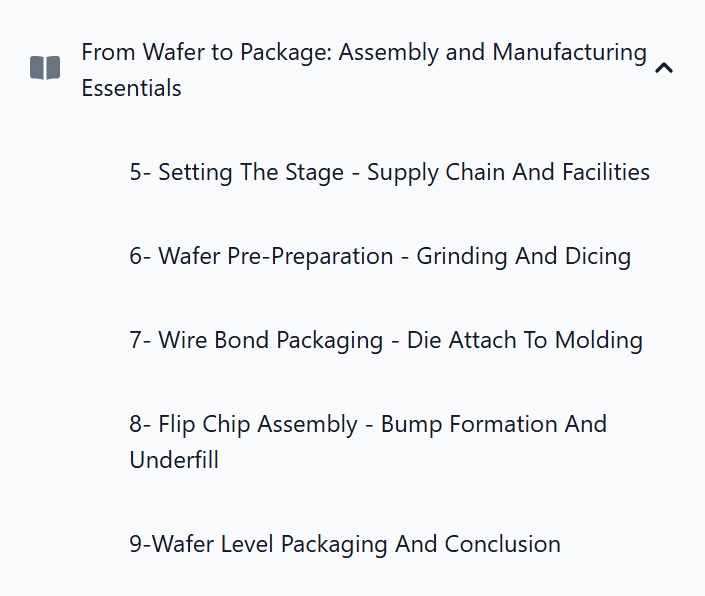 From Wafer to Package: Assembly and Manufacturing
Essentials
5- Setting The Stage - Supply Chain And Facilities
6- Wafer Pre-Preparation - Grinding And Dicing
7- Wire Bond Packaging - Die Attach To Molding
8- Flip Chip Assembly - Bump Formation And
Underfill
9-Wafer Level Packaging And Conclusion